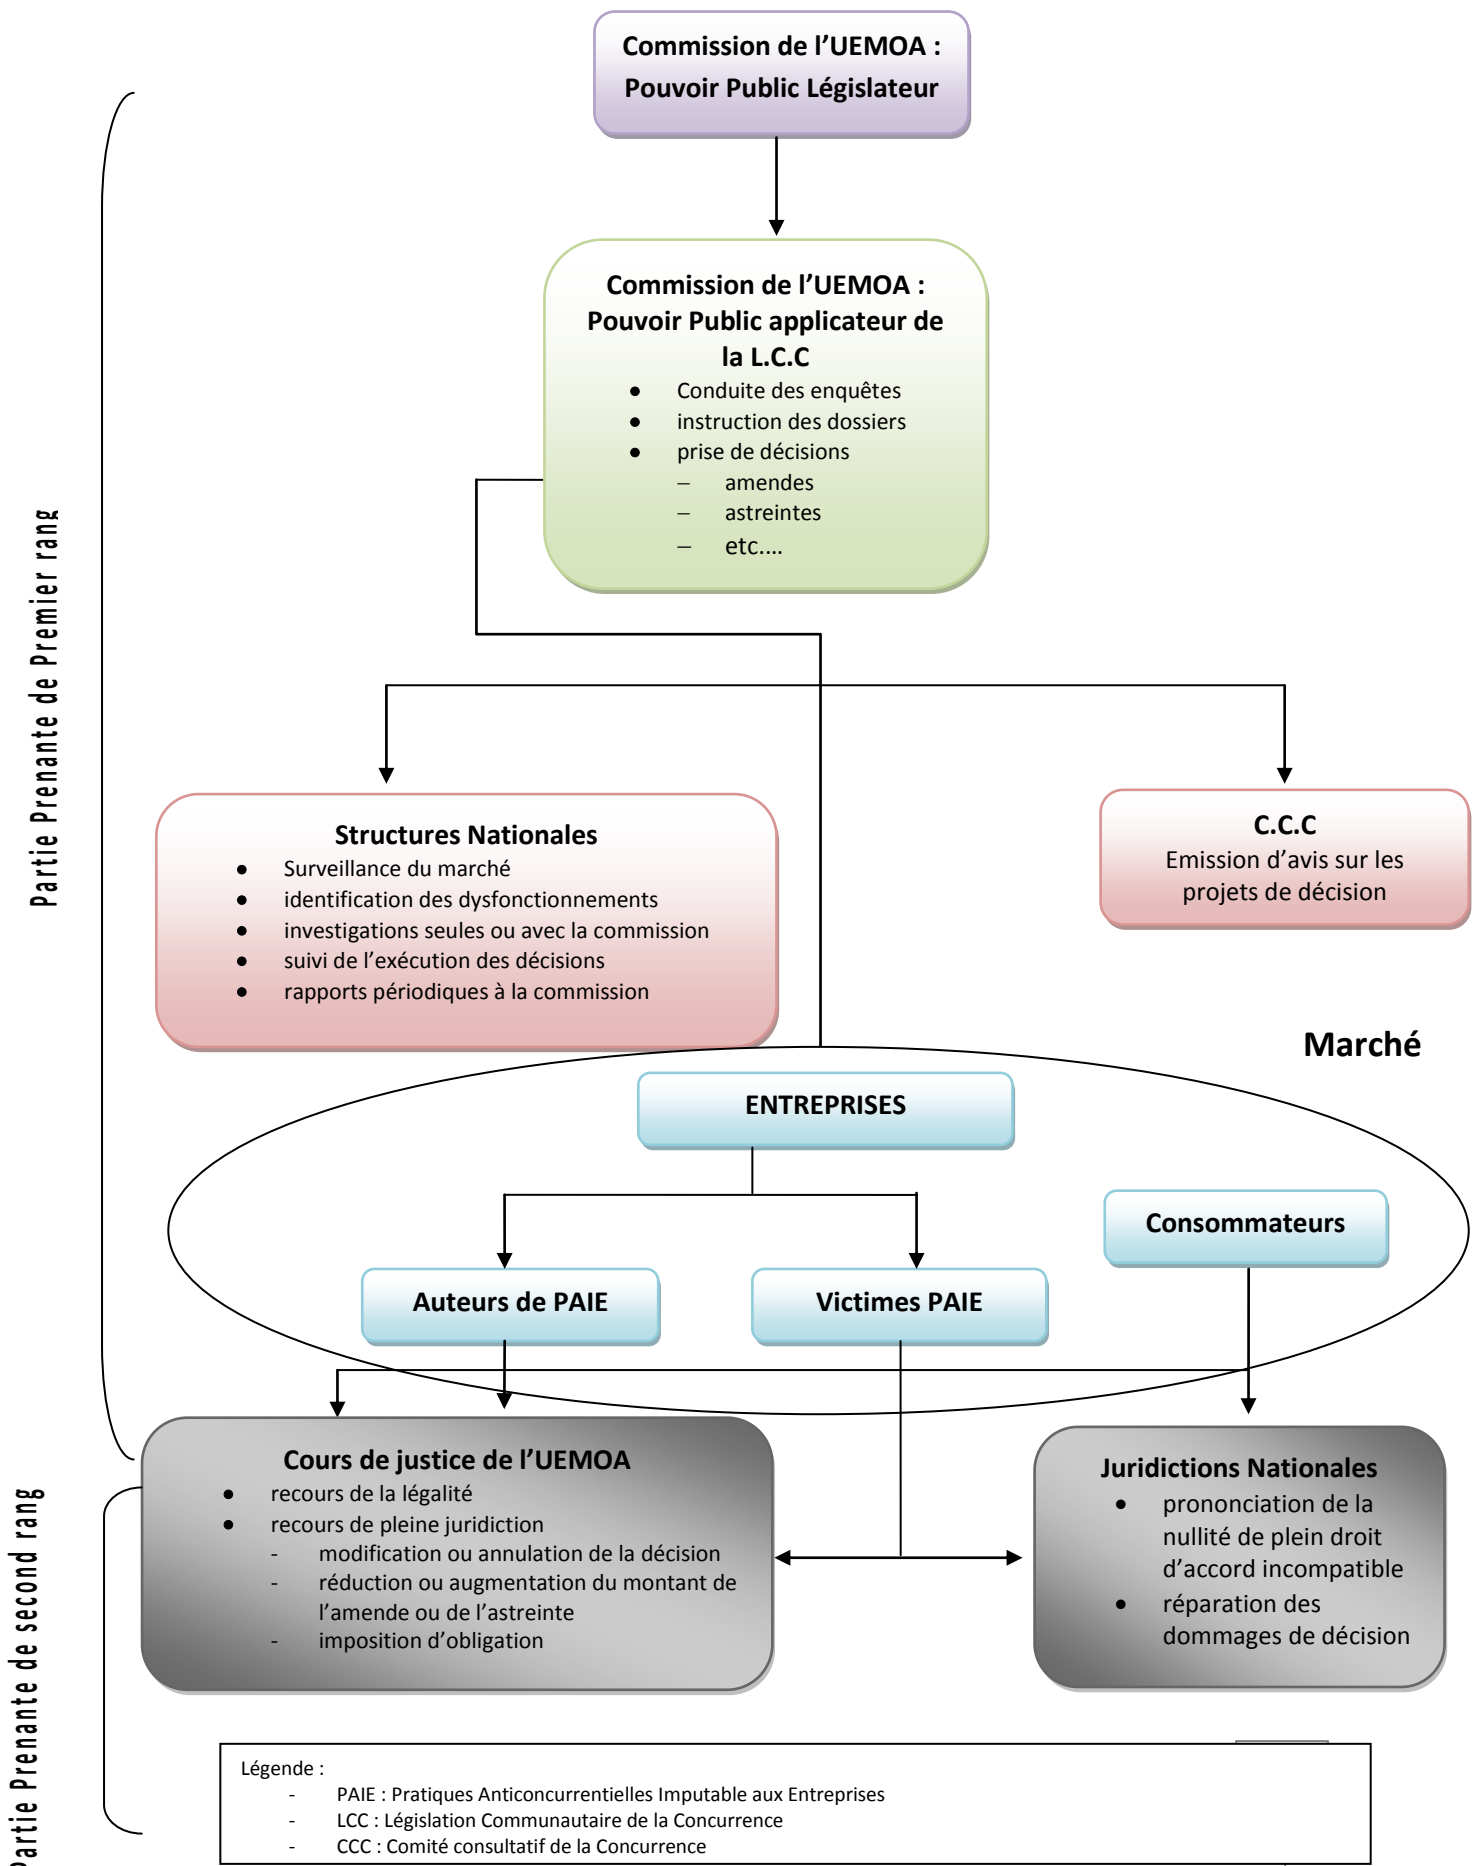 Commission de l'UEMOA :
Pouvoir Public Législateur
Commission de l'UEMOA :
Pouvoir Public applicateur de
la L.C.C
● Conduite des enquêtes
● instruction des dossiers
● prise de décisions
– amendes
– astreintes
– etc....
Partie Prenante de Premier rang
Structures Nationales
● Surveillance du marché
● identification des dysfonctionnements
● investigations seules ou avec la commission
● suivi de l'exécution des décisions
● rapports périodiques à la commission
C.C.C
Emission d'avis sur les
projets de décision
Marché
ENTREPRISES
Consommateurs
Auteurs de PAIE
Victimes PAIE
Cours de justice de l'UEMOA
● recours de la légalité
● recours de pleine juridiction
- modification ou annulation de la décision
- réduction ou augmentation du montant de
l'amende ou de l'astreinte
- imposition d'obligation
Juridictions Nationales
● prononciation de la
nullité de plein droit
d'accord incompatible
● réparation des
dommages de décision
Partie Prenante de second rang
Légende :
- PAIE : Pratiques Anticoncurrentielles Imputable aux Entreprises
- LCC : Législation Communautaire de la Concurrence
- CCC : Comité consultatif de la Concurrence